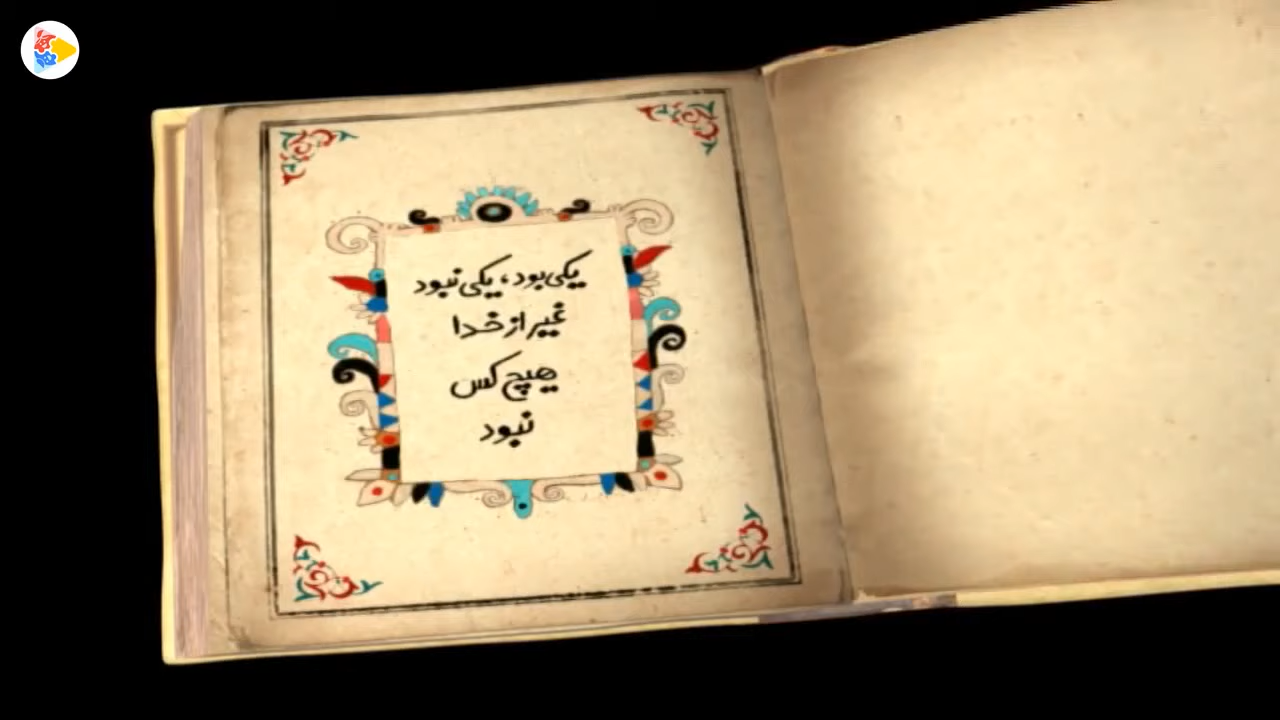 یکی بود، یکی نبود
غیر از خدا
هیچ کس
نبود